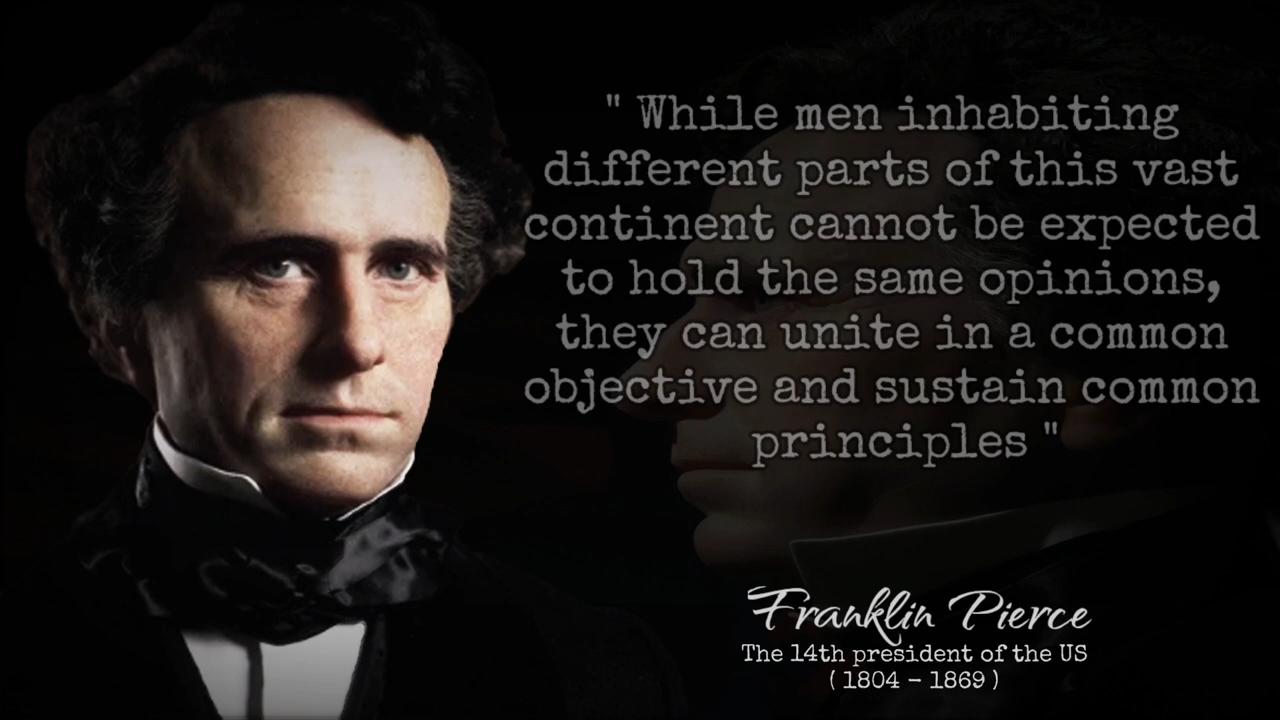 " While men inhabiting
different parts of this vast
continent cannot be expected
to hold the same opinions,
they can unite in a common
objective and sustain common
principles "
Franklin Pierce
The 14th president of the US
( 1804 - 1869 )